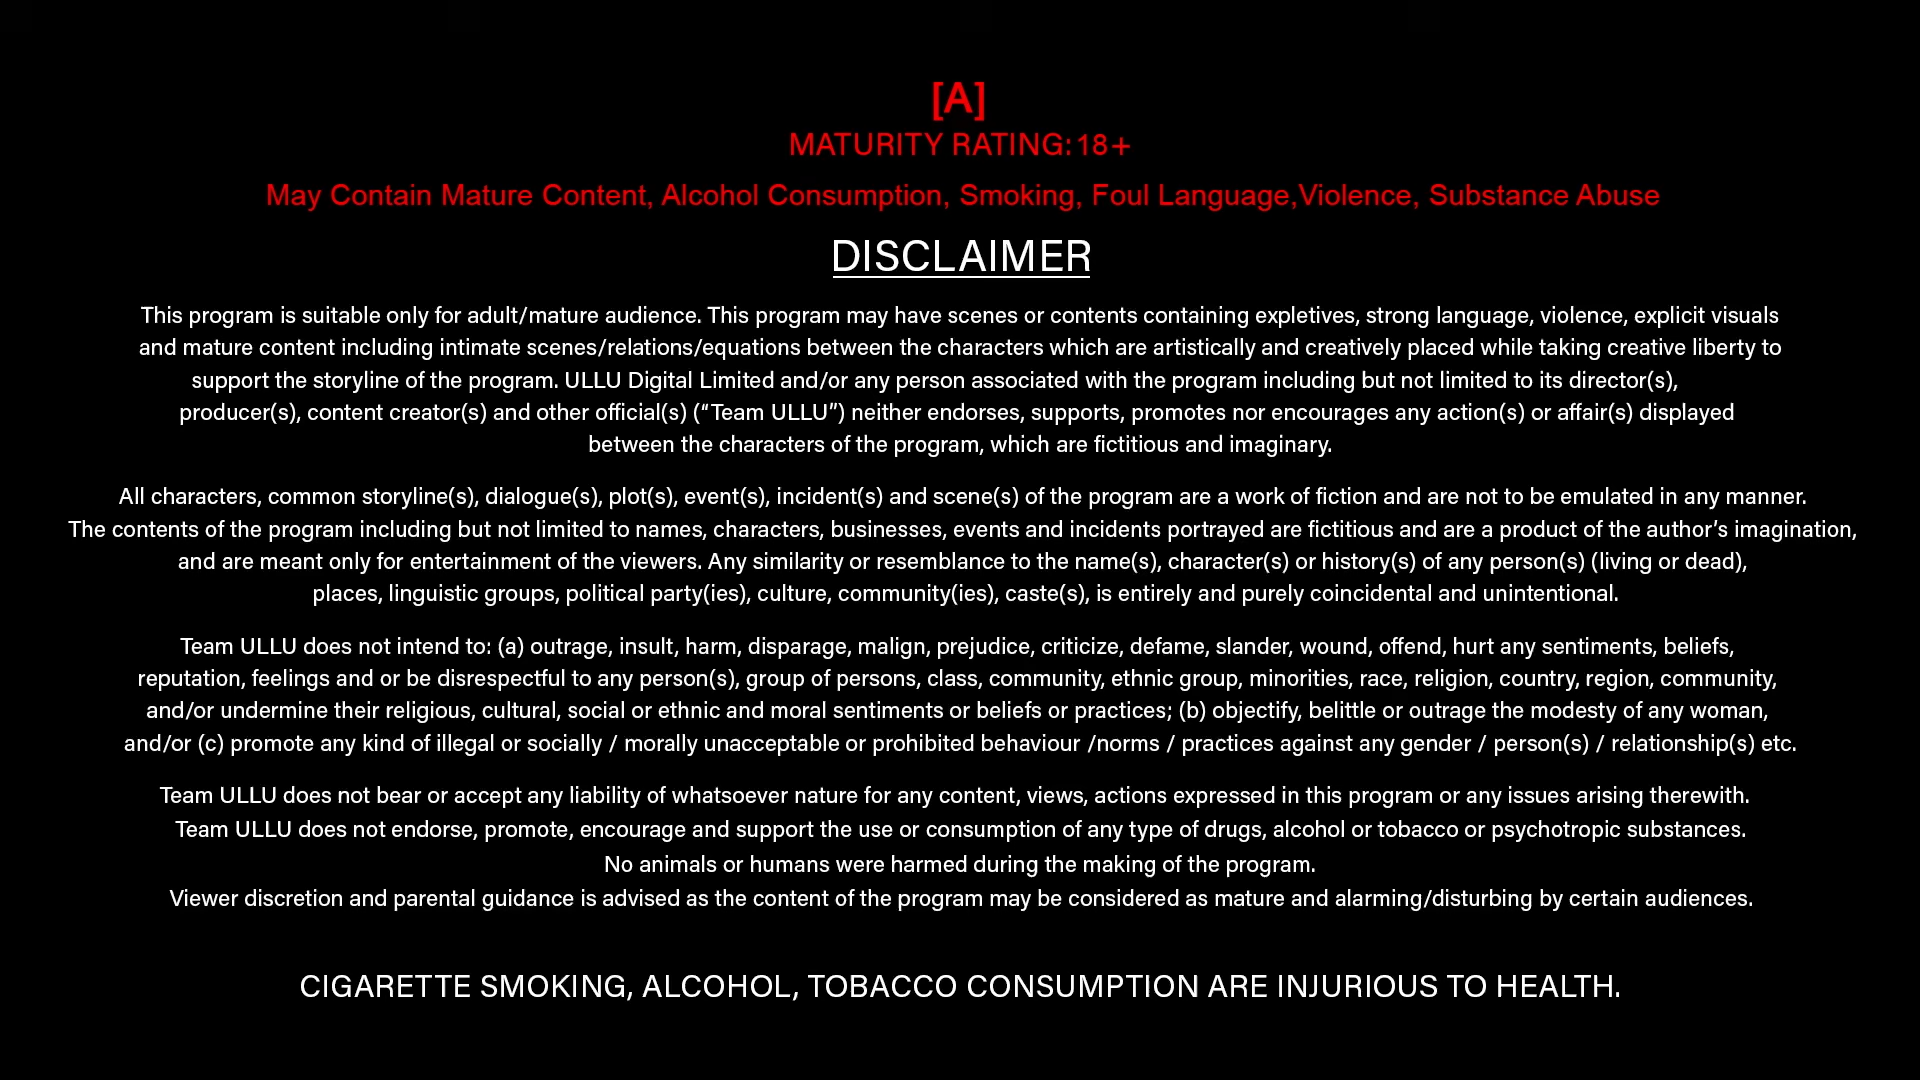 [A]
MATURITY RATING:18+
May Contain Mature Content, Alcohol Consumption, Smoking, Foul Language,Violence, Substance Abuse
DISCLAIMER
This program is suitable only for adult/mature audience. This program may have scenes or contents containing expletives, strong language, violence, explicit visuals
and mature content including intimate scenes/relations/equations between the characters which are artistically and creatively placed while taking creative liberty to
support the storyline of the program. ULLU Digital Limited and/or any person associated with the program including but not limited to its director(s),
producer(s), content creator(s) and other official(s) (“Team ULLU”) neither endorses, supports, promotes nor encourages any action(s) or affair(s) displayed
between the characters of the program, which are fictitious and imaginary.
All characters, common storyline(s), dialogue(s), plot(s), event(s), incident(s) and scene(s) of the program are a work of fiction and are not to be emulated in any manner.
The contents of the program including but not limited to names, characters, businesses, events and incidents portrayed are fictitious and are a product of the author’s imagination,
and are meant only for entertainment of the viewers. Any similarity or resemblance to the name(s), character(s) or history(s) of any person(s) (living or dead),
places, linguistic groups, political party(ies), culture, community(ies), caste(s), is entirely and purely coincidental and unintentional.
Team ULLU does not intend to: (a) outrage, insult, harm, disparage, malign, prejudice, criticize, defame, slander, wound, offend, hurt any sentiments, beliefs,
reputation, feelings and or be disrespectful to any person(s), group of persons, class, community, ethnic group, minorities, race, religion, country, region, community,
and/or undermine their religious, cultural, social or ethnic and moral sentiments or beliefs or practices; (b) objectify, belittle or outrage the modesty of any woman,
and/or (c) promote any kind of illegal or socially / morally unacceptable or prohibited behaviour /norms / practices against any gender / person(s) / relationship(s) etc.
Team ULLU does not bear or accept any liability of whatsoever nature for any content, views, actions expressed in this program or any issues arising therewith.
Team ULLU does not endorse, promote, encourage and support the use or consumption of any type of drugs, alcohol or tobacco or psychotropic substances.
No animals or humans were harmed during the making of the program.
Viewer discretion and parental guidance is advised as the content of the program may be considered as mature and alarming/disturbing by certain audiences.
CIGARETTE SMOKING, ALCOHOL, TOBACCO CONSUMPTION ARE INJURIOUS TO HEALTH.